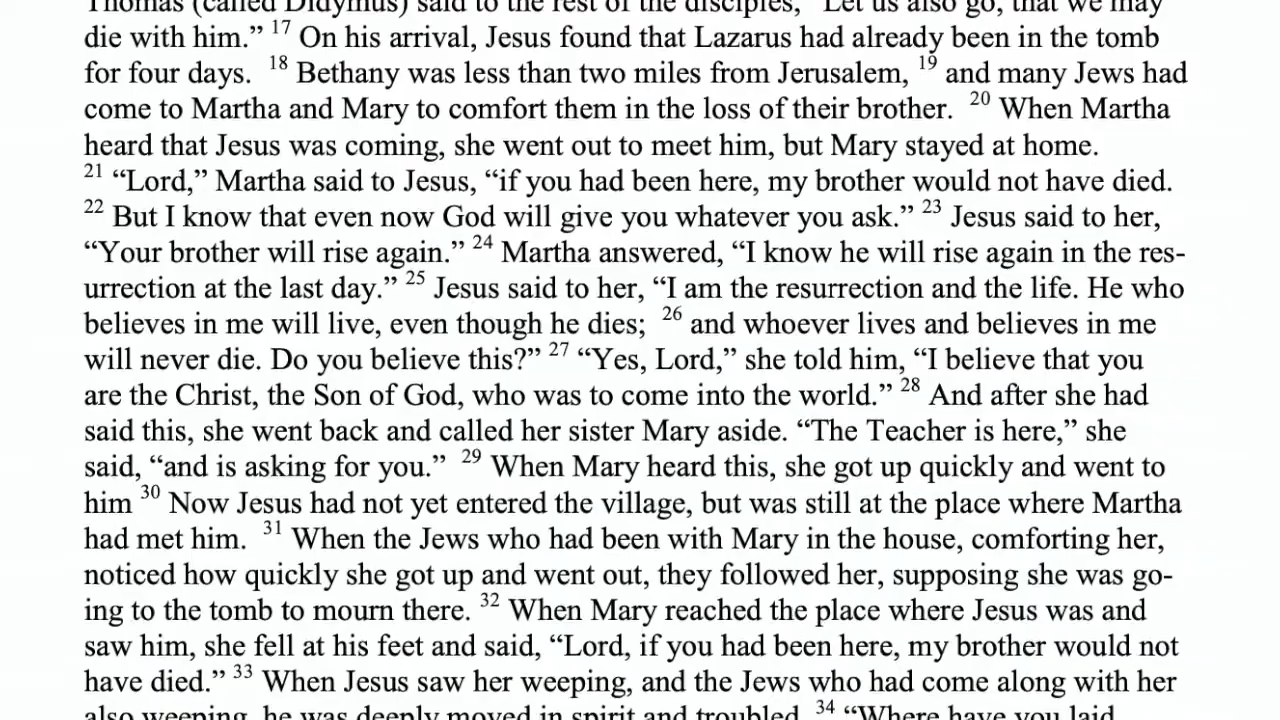 Thomas (called Didymus) said to the rest of the disciples, “Let us also go, that we may
die with him.” 17 On his arrival, Jesus found that Lazarus had already been in the tomb
for four days. 18 Bethany was less than two miles from Jerusalem, 19 and many Jews had
come to Martha and Mary to comfort them in the loss of their brother. 20 When Martha
heard that Jesus was coming, she went out to meet him, but Mary stayed at home.
21 “Lord,” Martha said to Jesus, “if you had been here, my brother would not have died.
22 But I know that even now God will give you whatever you ask.” 23 Jesus said to her,
“Your brother will rise again.” 24 Martha answered, “I know he will rise again in the res-
urrection at the last day.” 25 Jesus said to her, “I am the resurrection and the life. He who
believes in me will live, even though he dies; 26 and whoever lives and believes in me
will never die. Do you believe this?” 27 “Yes, Lord,” she told him, “I believe that you
are the Christ, the Son of God, who was to come into the world.” 28 And after she had
said this, she went back and called her sister Mary aside. “The Teacher is here,” she
said, “and is asking for you.” 29 When Mary heard this, she got up quickly and went to
him 30 Now Jesus had not yet entered the village, but was still at the place where Martha
had met him. 31 When the Jews who had been with Mary in the house, comforting her,
noticed how quickly she got up and went out, they followed her, supposing she was go-
ing to the tomb to mourn there. 32 When Mary reached the place where Jesus was and
saw him, she fell at his feet and said, “Lord, if you had been here, my brother would not
have died.” 33 When Jesus saw her weeping, and the Jews who had come along with her
also weeping, he was deeply moved in spirit and troubled. 34 “Where have you laid